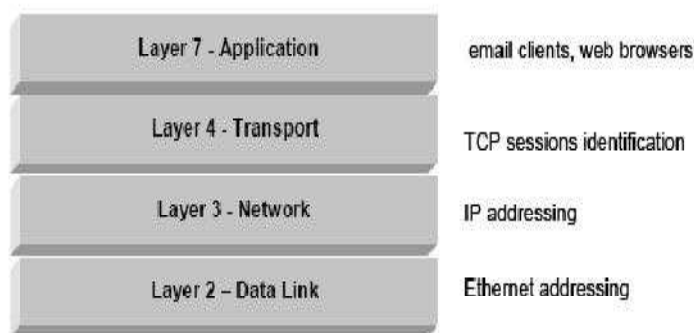 Layer 7 - Application
email clients, web browsers
Layer 4 - Transport
TCP sessions identification
Layer 3 - Network
IP addressing
Layer 2 – Data Link
Ethernet addressing